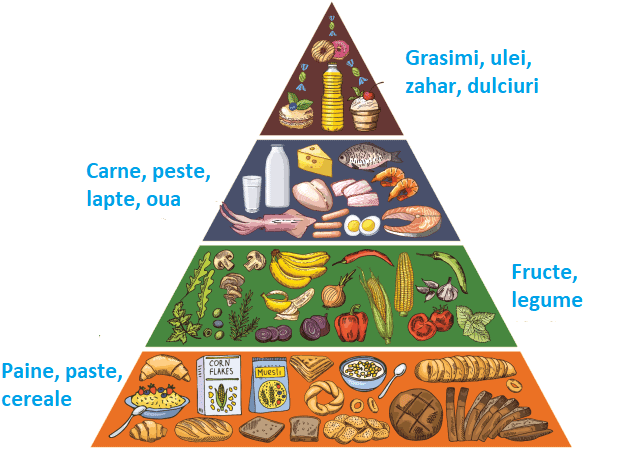 Grasimi, ulei,
zahar, dulciuri
Carne, peste,
lapte, oua
Fructe,
legume
Paine, paste,
cereale
CORN
FLAKES
MUESLI